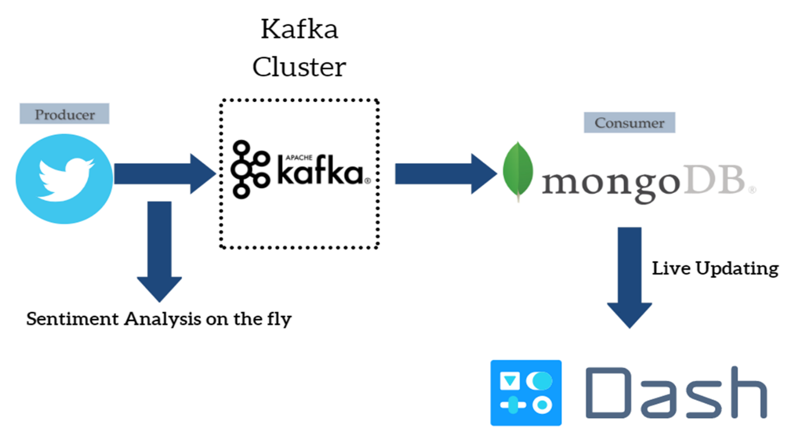 Kafka
Cluster
Producer
Consumer
APACHE
kafka®
mongoDB®
Live Updating
Sentiment Analysis on the fly
Dash